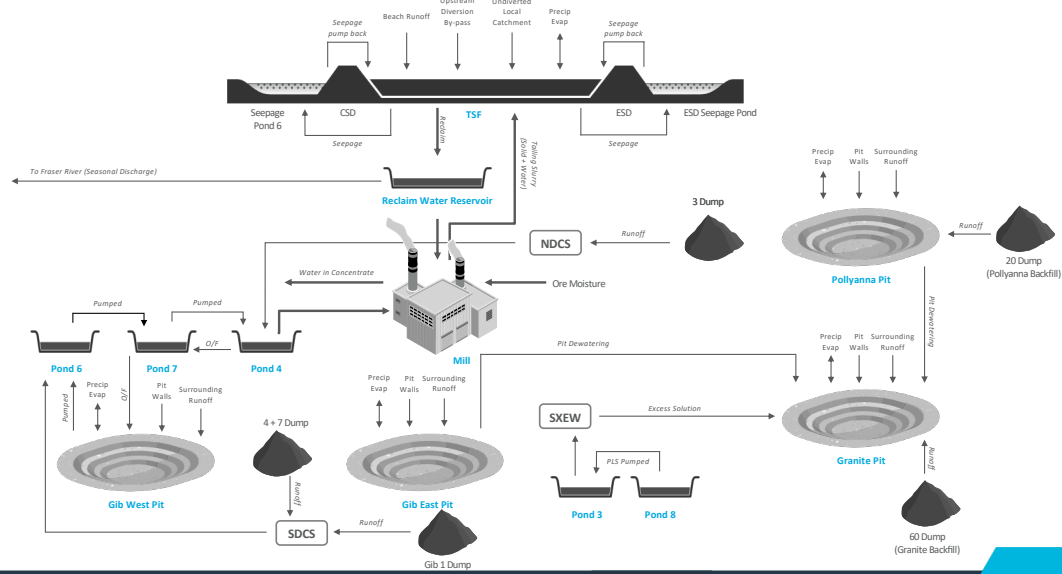 Upstream
Diversion
By-pass
Undiverted
Local
Catchment
Seepage
pump back
Beach Runoff
Precip
Evap
Seepage
pump back
Seepage
Pond 6
CSD
TSF
ESD
ESD Seepage Pond
Seepage
Reclaim
Tailing Slurry
(Solid + Water)
Seepage
To Fraser River (Seasonal Discharge)
Reclaim Water Reservoir
Precip
Evap
Pit
Walls
Surrounding
Runoff
3 Dump
NDCS
Runoff
Runoff
20 Dump
(Pollyanna Backfill)
Pollyanna Pit
Water in Concentrate
Ore Moisture
Pit Dewatering
Pumped
Pumped
O/F
Mill
Pit Dewatering
Pond 6
Pond 7
Pond 4
Precip
Evap
Pit
Walls
Surrounding
Runoff
Pumped
Precip
Evap
O/F
Pit
Walls
Surrounding
Runoff
Precip
Evap
Pit
Walls
Surrounding
Runoff
4 + 7 Dump
SXEW
Excess Solution
Granite Pit
PLS Pumped
Runoff
Gib West Pit
Runoff
Gib East Pit
Pond 3
Pond 8
SDCS
Runoff
Gib 1 Dump
60 Dump
(Granite Backfill)